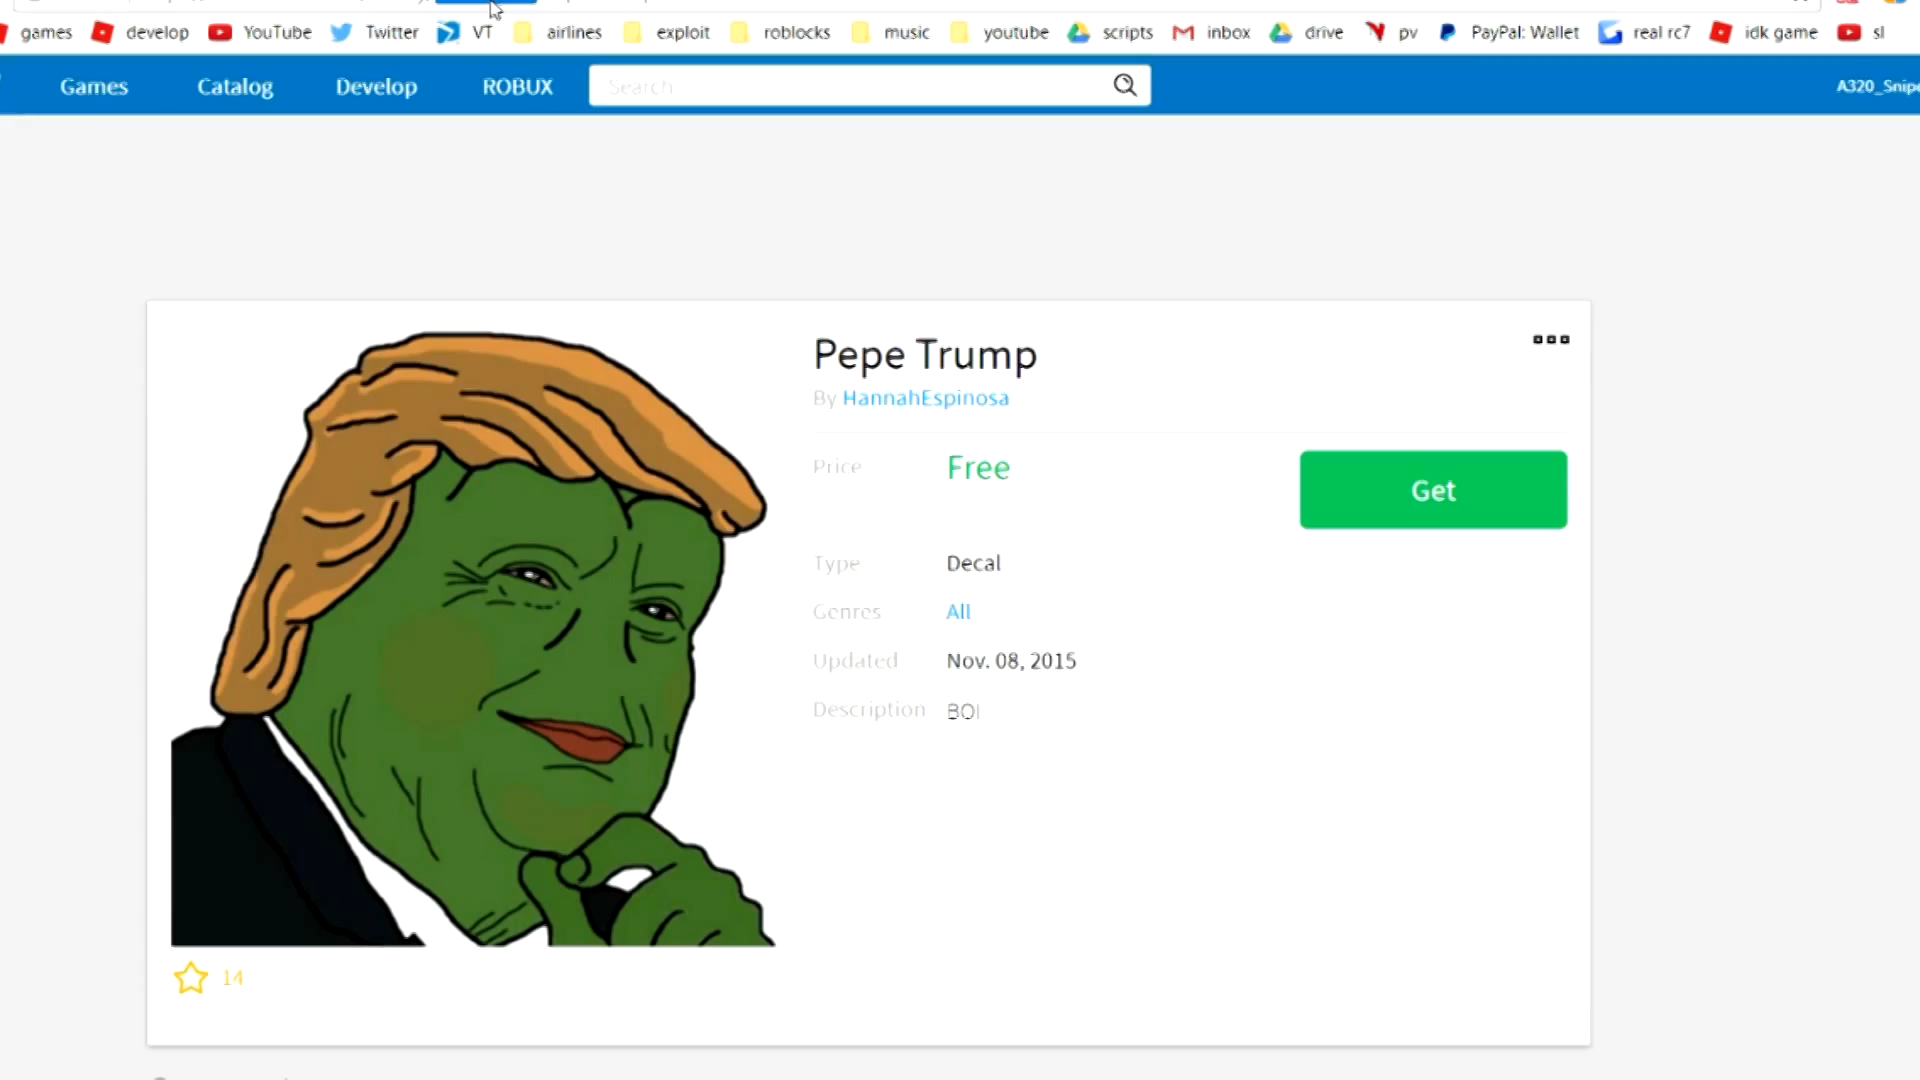 games develop YouTube Twitter VT airlines exploit roblocks music youtube scripts inbox drive pv PayPal: Wallet real rc7 idk game sl
Games Catalog Develop ROBUX Search A320_Snipe
Pepe Trump
By HannahEspinosa
Price Free
Get
Type Decal
Genres All
Updated Nov. 08, 2015
Description BOI
14